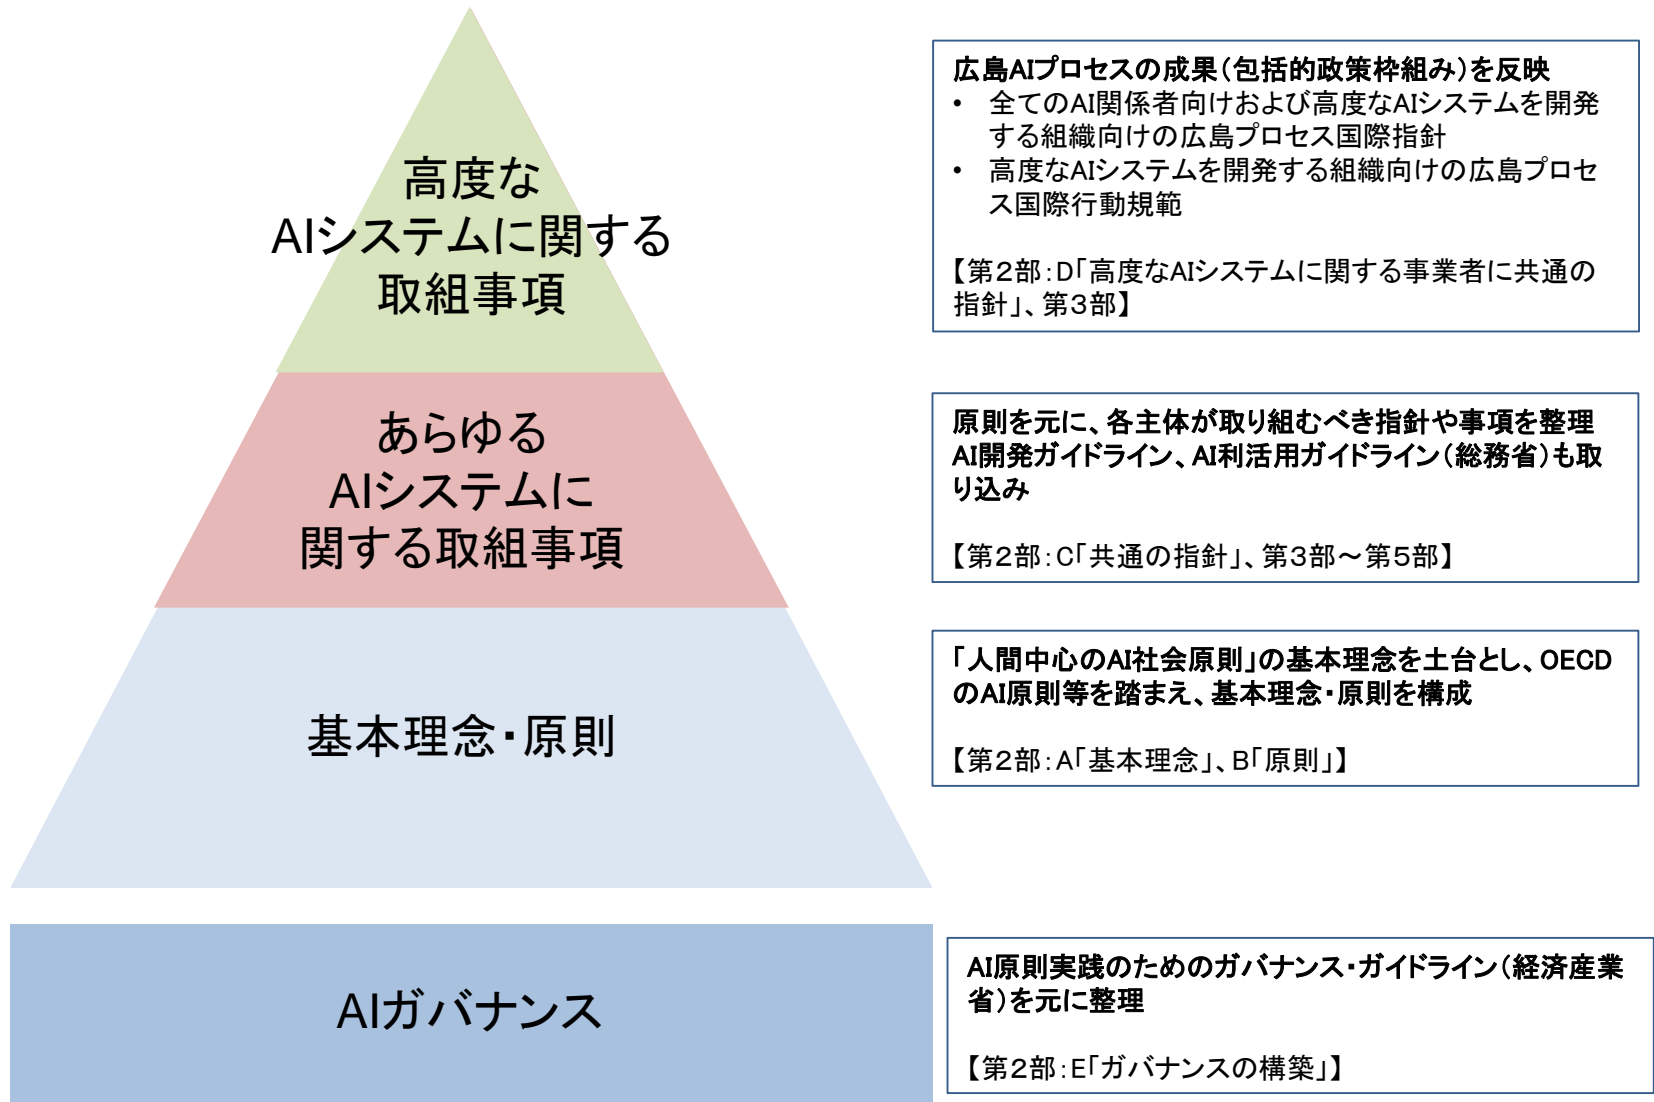 高度な
AIシステムに関する
取組事項
広島AIプロセスの成果（包括的政策枠組み）を反映
• 全てのAI関係者向けおよび高度なAIシステムを開発
する組織向けの広島プロセス国際指針
• 高度なAIシステムを開発する組織向けの広島プロセ
ス国際行動規範
【第２部：D「高度なAIシステムに関する事業者に共通の
指針」、第３部】
あらゆる
AIシステムに
関する取組事項
原則を元に、各主体が取り組むべき指針や事項を整理
AI開発ガイドライン、AI利活用ガイドライン（総務省）も取
り込み
【第２部：C「共通の指針」、第３部～第５部】
基本理念・原則
「人間中心のAI社会原則」の基本理念を土台とし、OECD
のAI原則等を踏まえ、基本理念・原則を構成
【第２部：A「基本理念」、B「原則」】
AIガバナンス
AI原則実践のためのガバナンス・ガイドライン（経済産業
省）を元に整理
【第２部：E「ガバナンスの構築」】